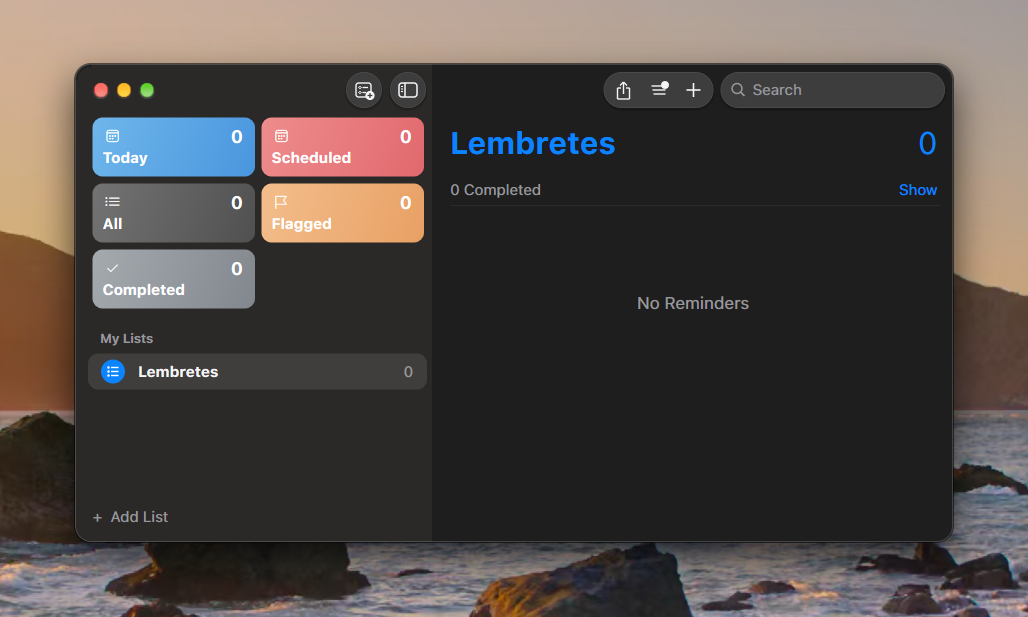 Search
Today 0
Scheduled 0
All 0
Flagged 0
Completed 0
My Lists
Lembretes 0
+ Add List
Lembretes 0
0 Completed Show
No Reminders